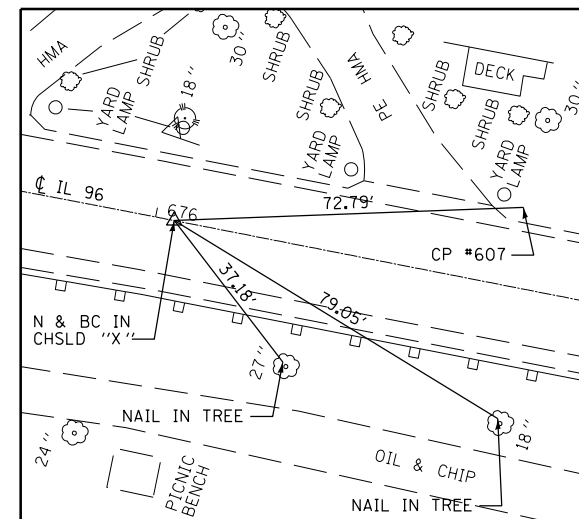 HMA
SHRUB
30''
SHRUB
18''
YARD
LAMP
SHRUB
YARD
LAMP
PE HMA
SHRUB
DECK
SHRUB
30''
YARD
LAMP
℄ IL 96
676
72.79'
CP #607
37.18'
79.05'
N & BC IN
CHSLD "X"
27''
NAIL IN TREE
24''
PICNIC
BENCH
OIL & CHIP
18''
NAIL IN TREE